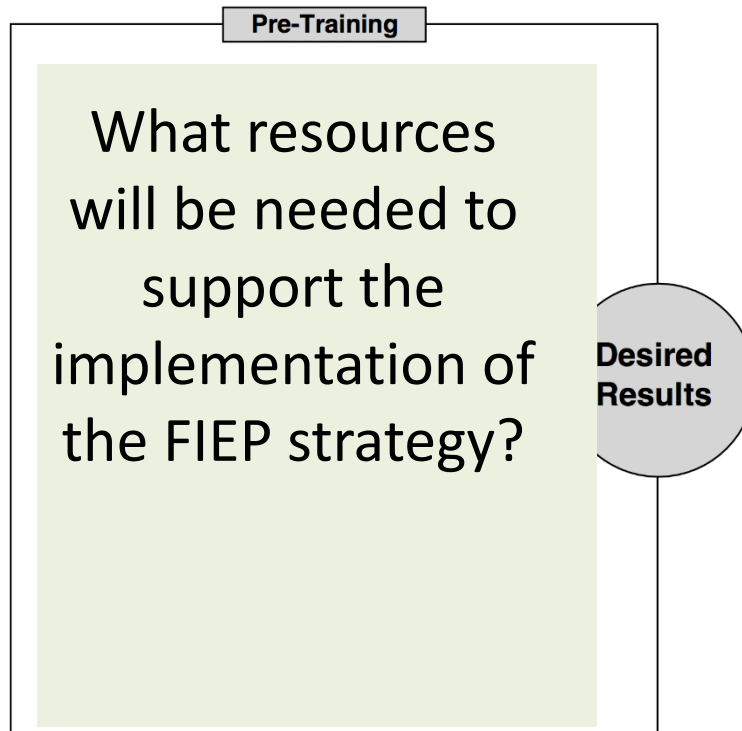 Pre-Training
What resources
will be needed to
support the
implementation of
the FIEP strategy?
Desired
Results